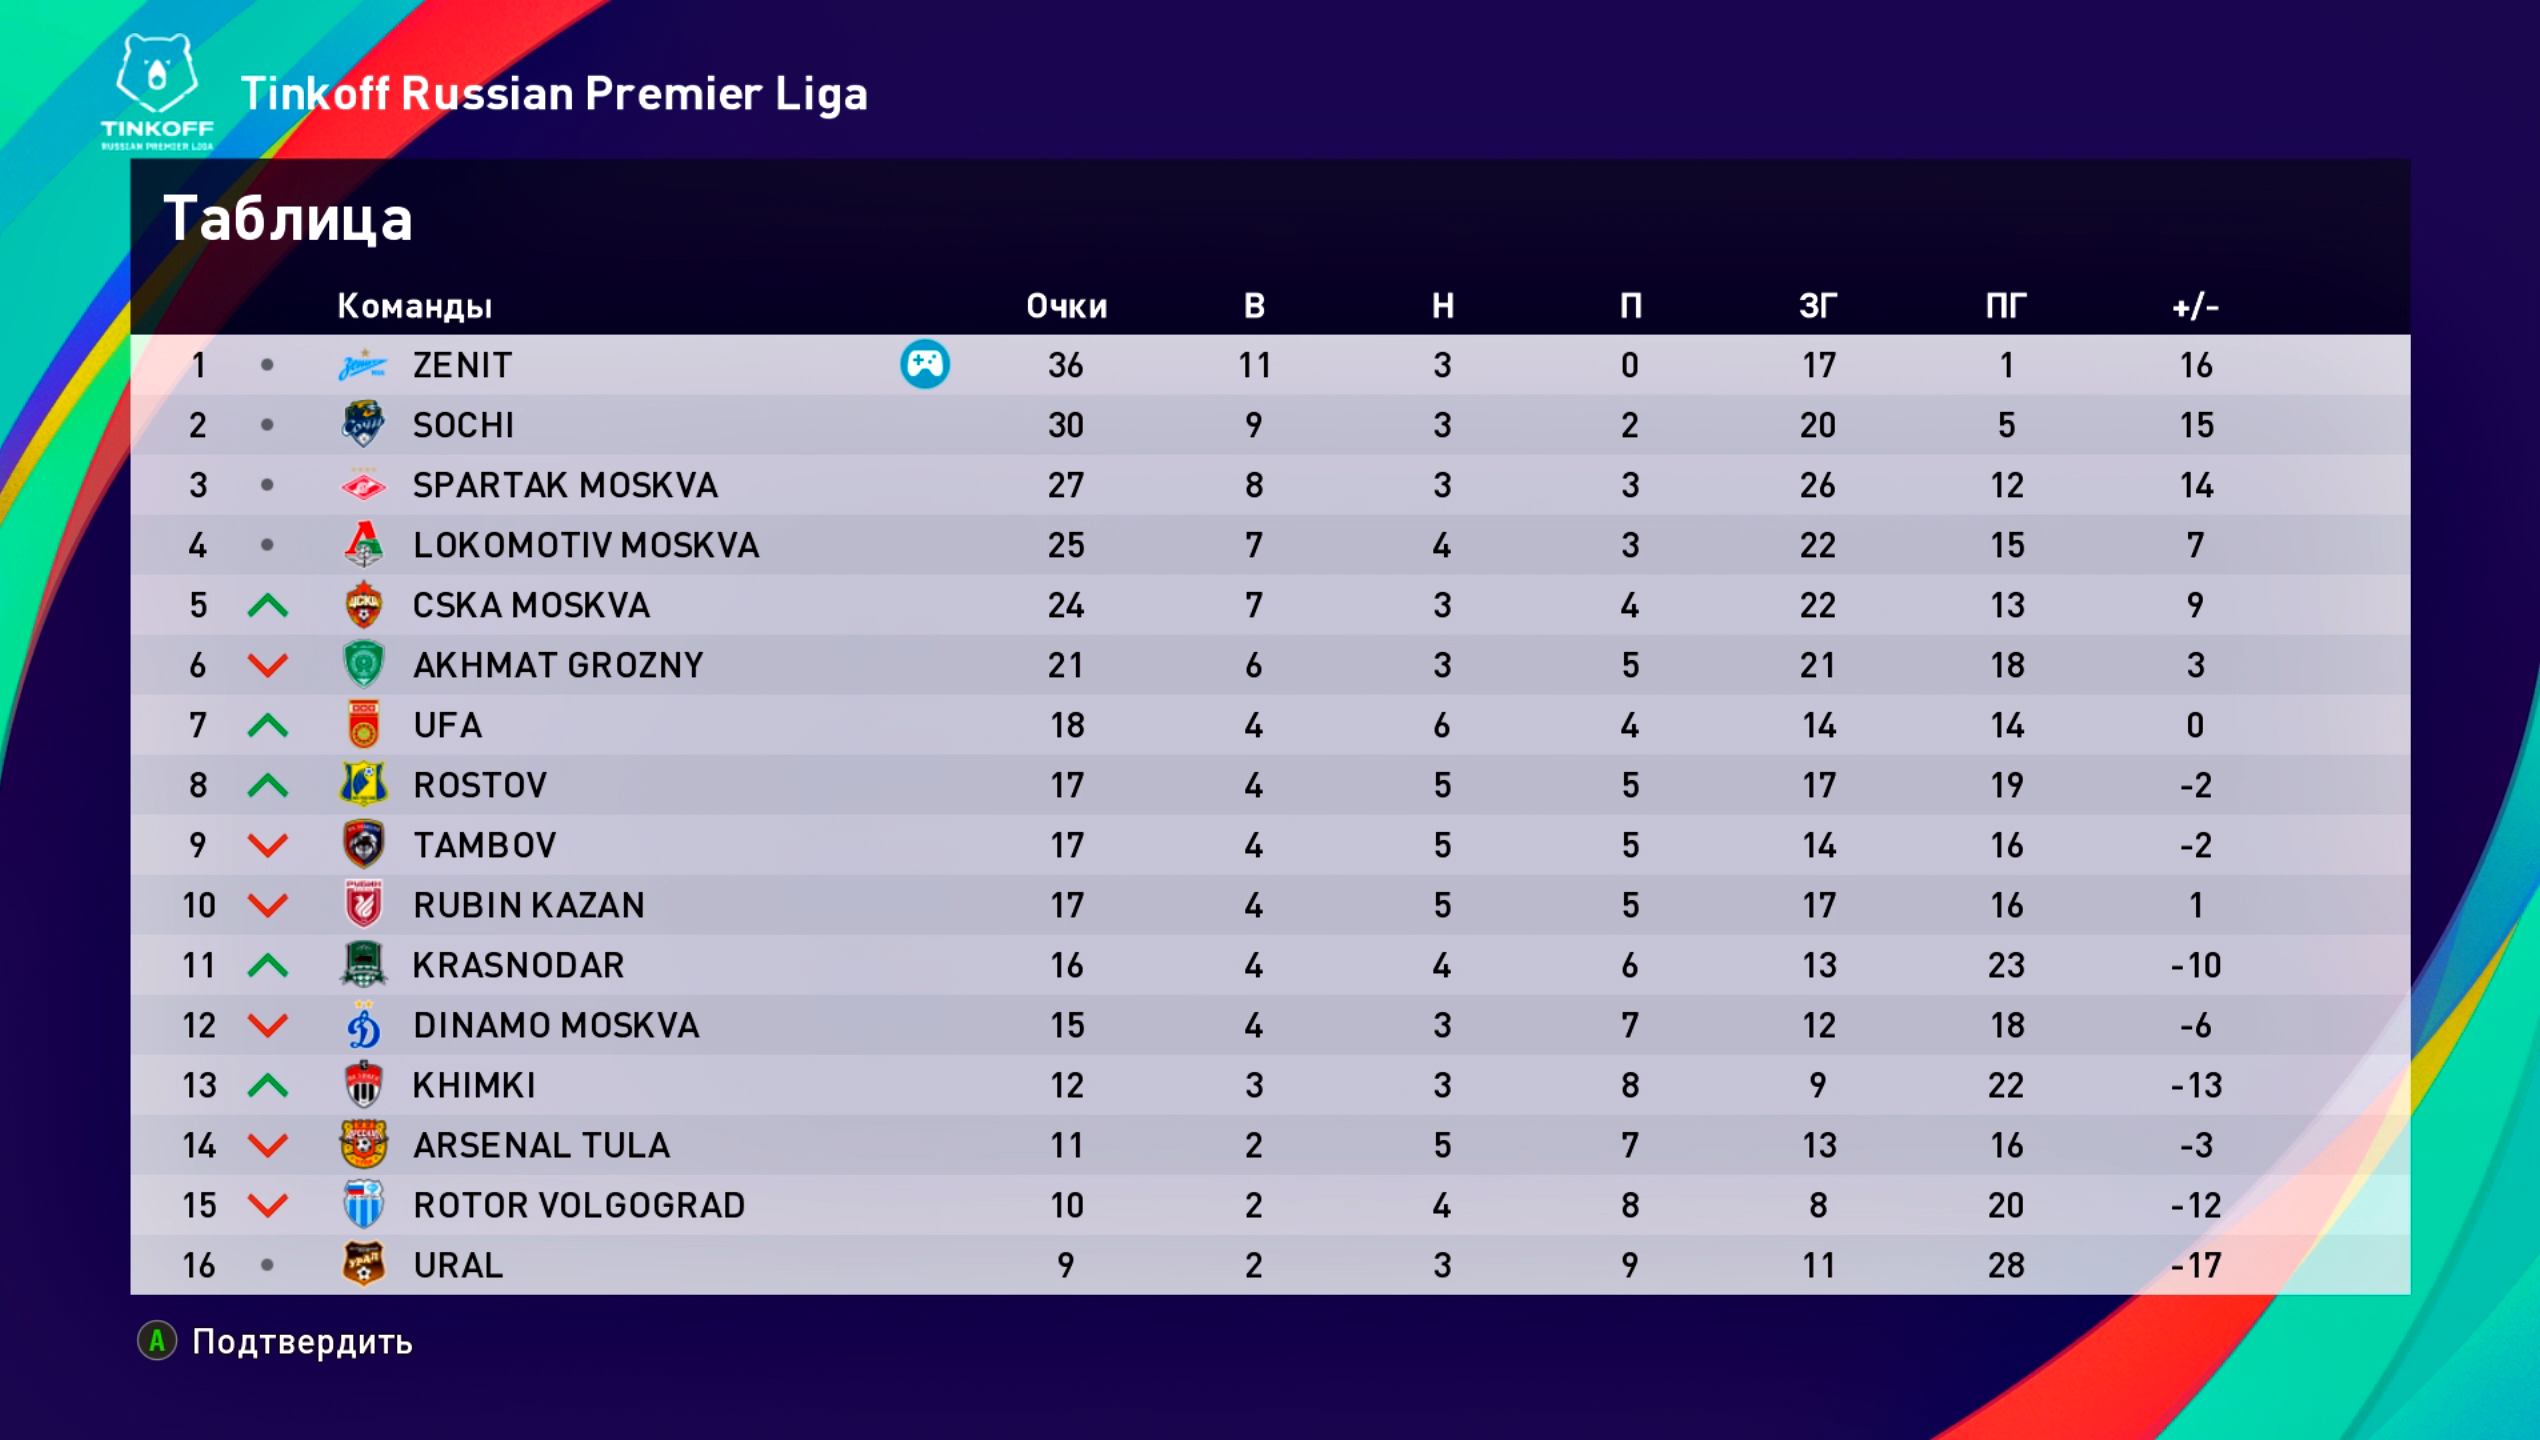 TINKOFF
RUSSIAN PREMIER LIGA
Tinkoff Russian Premier Liga
Таблица
Команды Очки В Н П ЗГ ПГ +/-
1 ZENIT 36 11 3 0 17 1 16
2 SOCHI 30 9 3 2 20 5 15
3 SPARTAK MOSKVA 27 8 3 3 26 12 14
4 LOKOMOTIV MOSKVA 25 7 4 3 22 15 7
5 CSKA MOSKVA 24 7 3 4 22 13 9
6 AKHMAT GROZNY 21 6 3 5 21 18 3
7 UFA 18 4 6 4 14 14 0
8 ROSTOV 17 4 5 5 17 19 -2
9 TAMBOV 17 4 5 5 14 16 -2
10 RUBIN KAZAN 17 4 5 5 17 16 1
11 KRASNODAR 16 4 4 6 13 23 -10
12 DINAMO MOSKVA 15 4 3 7 12 18 -6
13 KHIMKI 12 3 3 8 9 22 -13
14 ARSENAL TULA 11 2 5 7 13 16 -3
15 ROTOR VOLGOGRAD 10 2 4 8 8 20 -12
16 URAL 9 2 3 9 11 28 -17
A Подтвердить